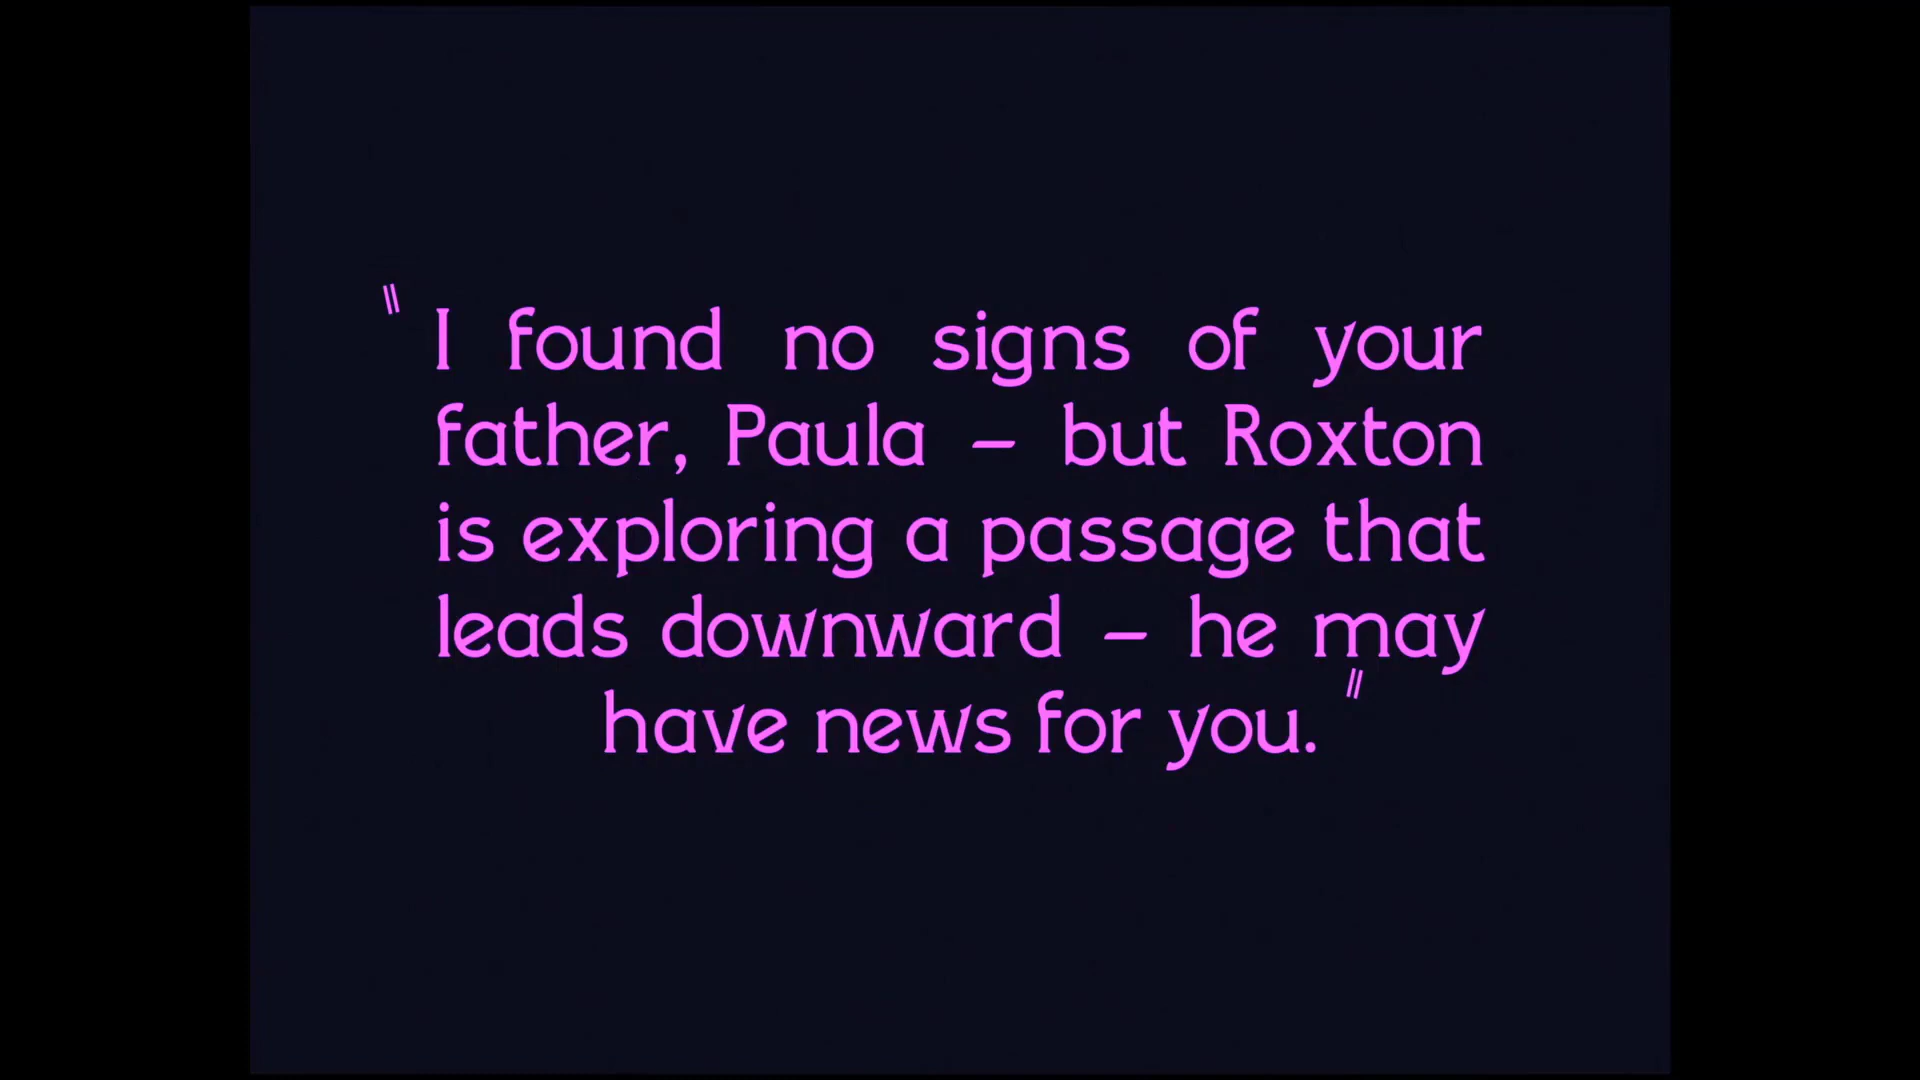 "I found no signs of your
father, Paula – but Roxton
is exploring a passage that
leads downward – he may
have news for you."